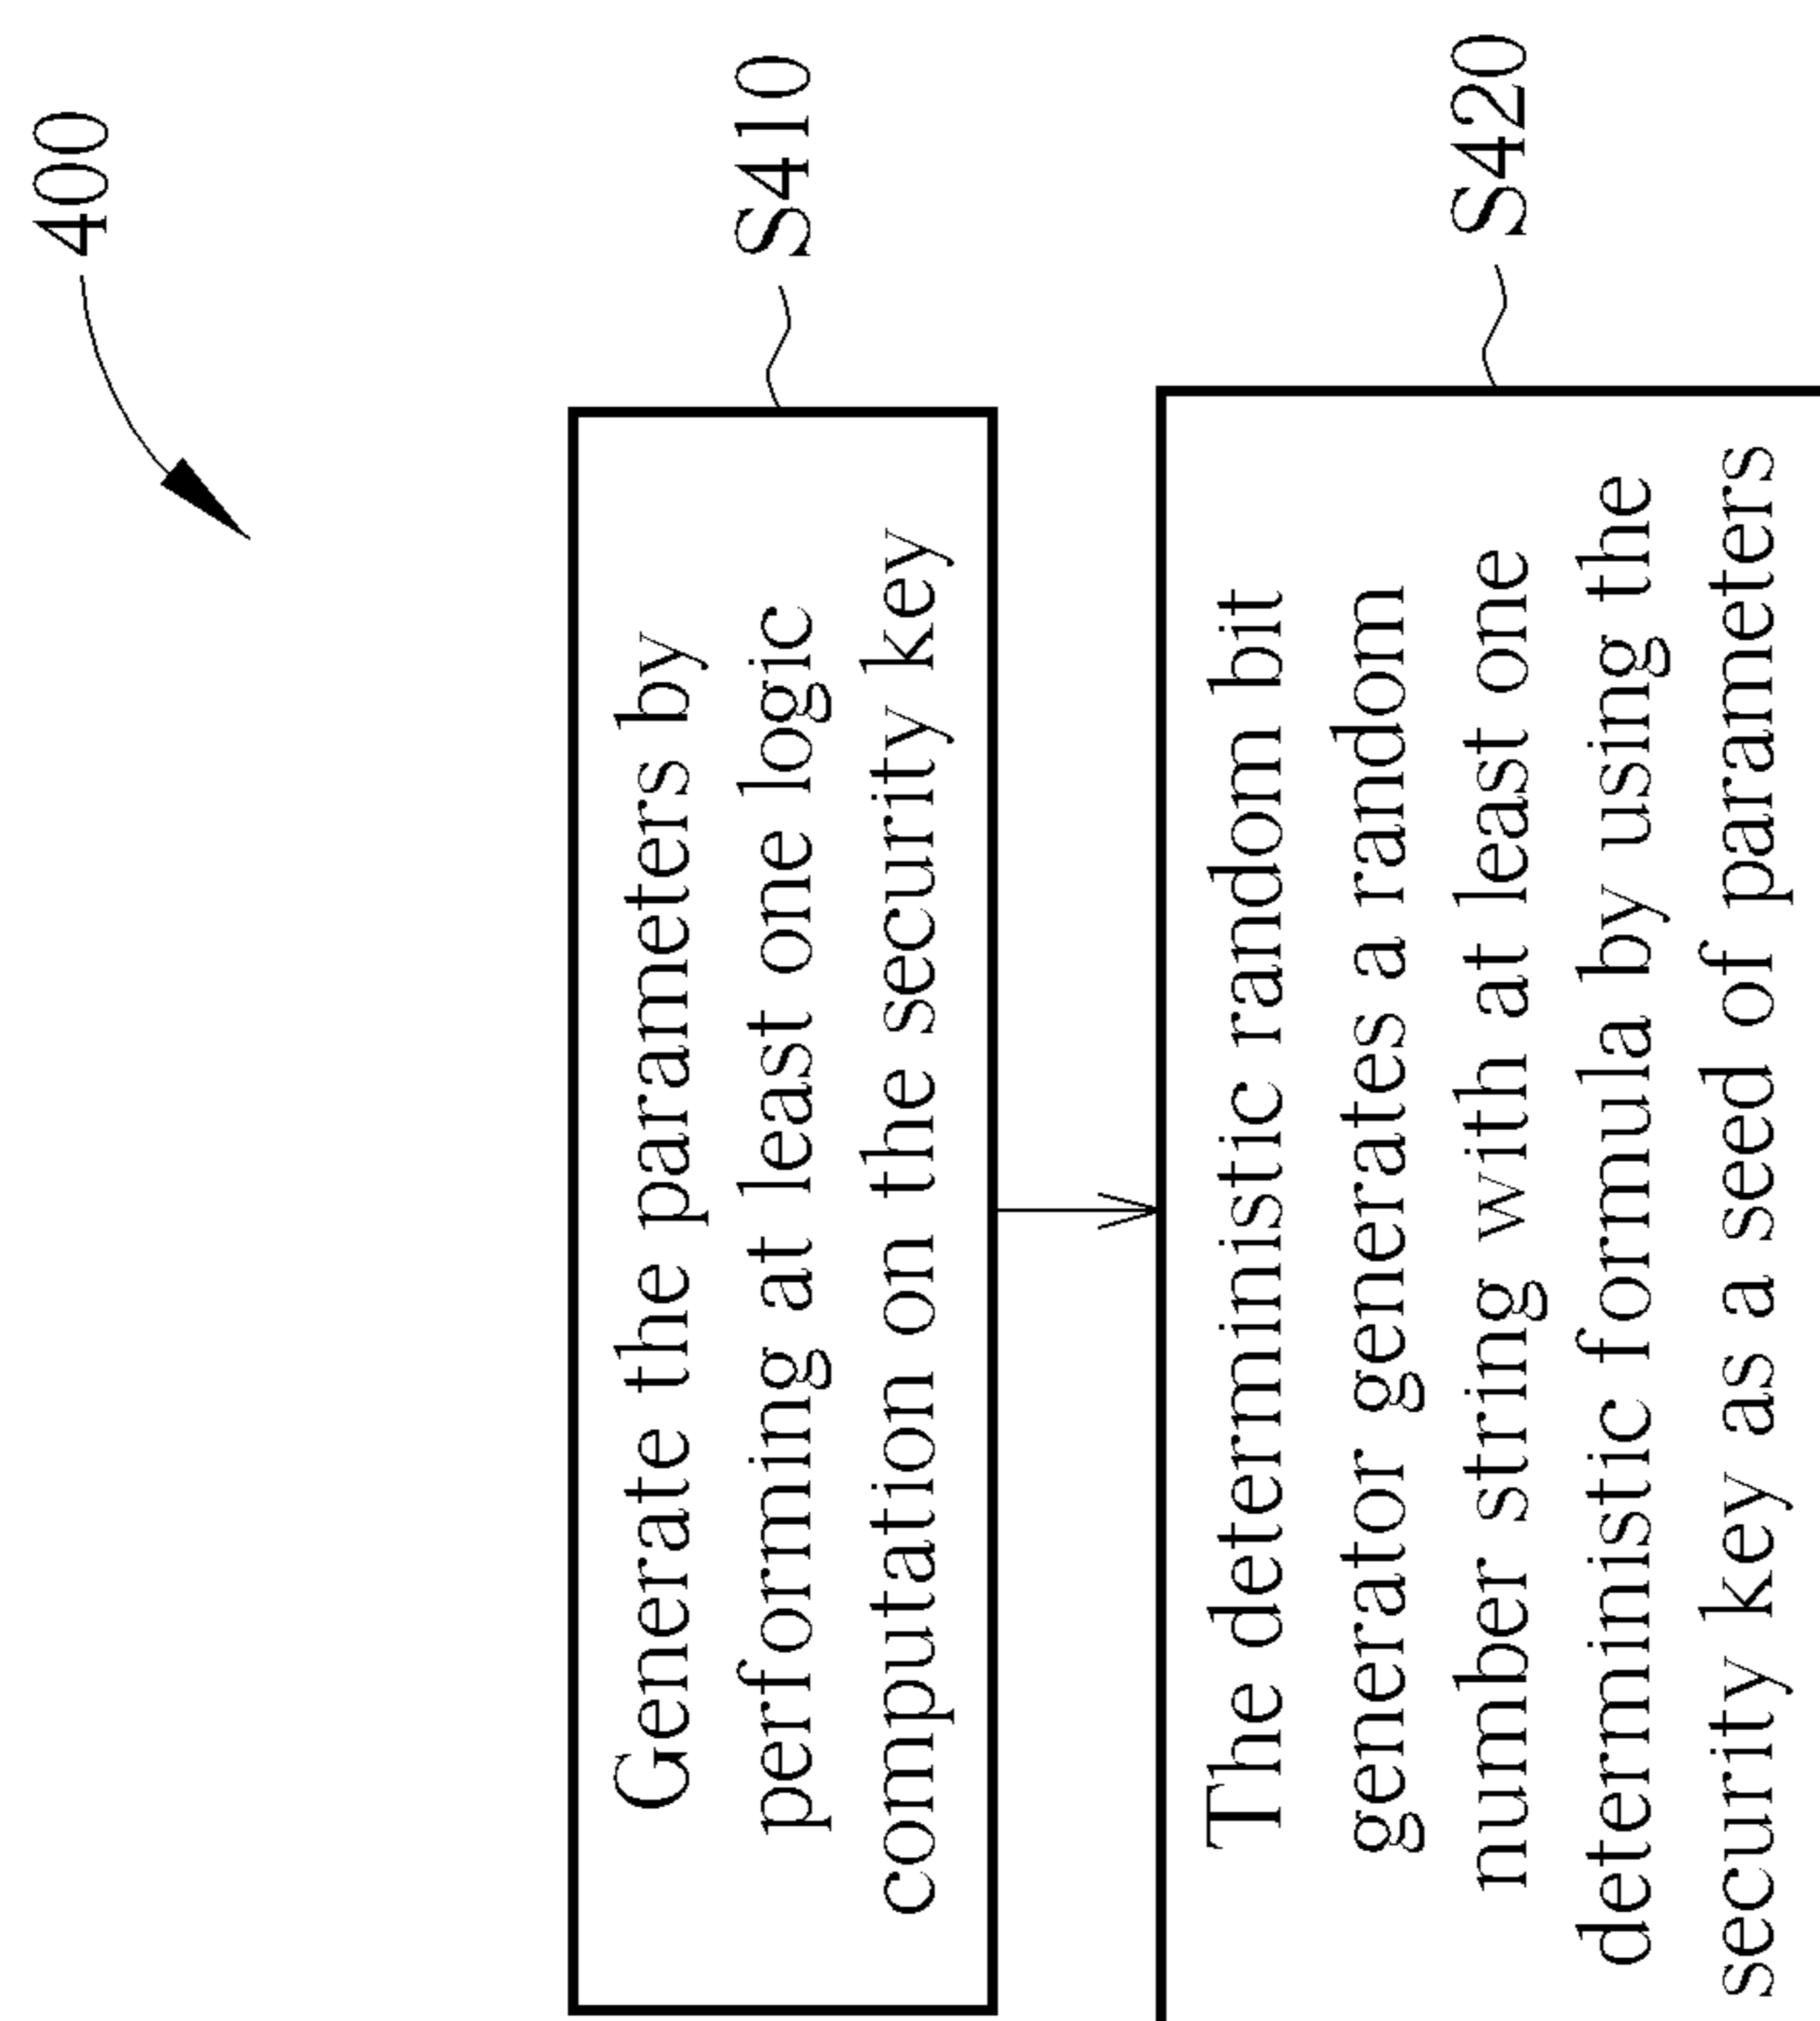 400
Generate the parameters by
performing at least one logic
computation on the security key
S410
The deterministic random bit
generator generates a random
number string with at least one
deterministic formula by using the
security key as a seed of parameters
S420